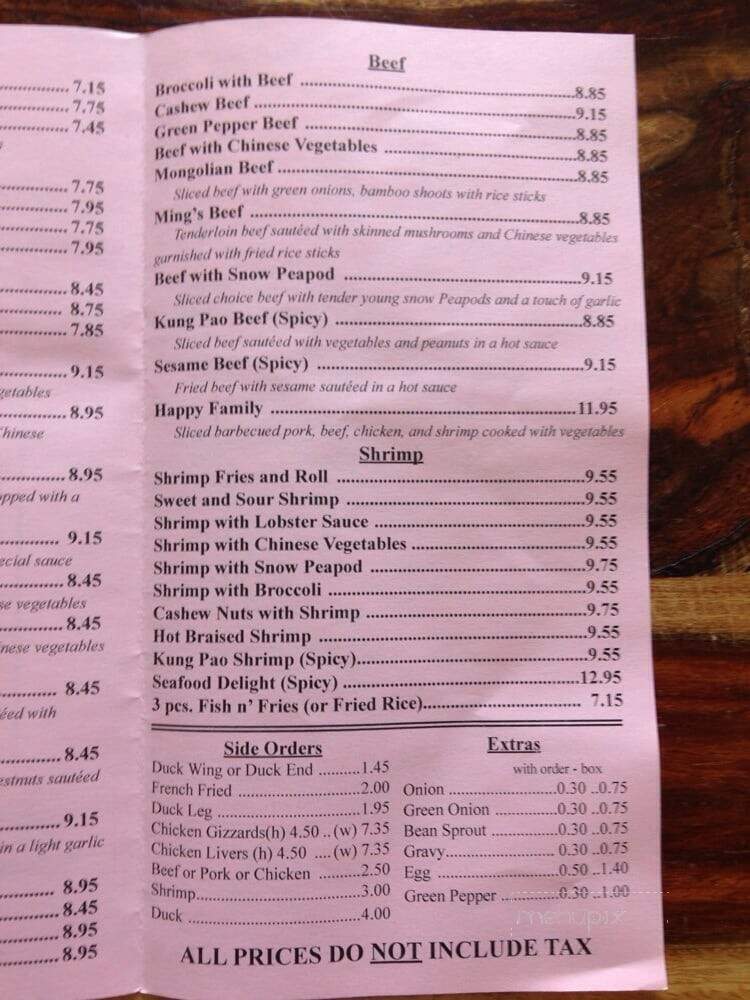 7.15
7.75
7.45
7.75
7.95
7.75
7.95
8.45
8.75
7.85
9.15
8.95
8.95
opped with a
9.15
ecial sauce
8.45
se vegetables
8.45
nese vegetables
8.45
éed with
8.45
estnuts sautéed
9.15
in a light garlic
8.95
8.45
8.95
8.95
Beef
Broccoli with Beef ........8.85
Cashew Beef ........9.15
Green Pepper Beef ........8.85
Beef with Chinese Vegetables ........8.85
Mongolian Beef ........8.85
Sliced beef with green onions, bamboo shoots with rice sticks
Ming's Beef ........8.85
Tenderloin beef sautéed with skinned mushrooms and Chinese vegetables
garnished with fried rice sticks
Beef with Snow Peapod ........9.15
Sliced choice beef with tender young snow Peapods and a touch of garlic
Kung Pao Beef (Spicy) ........8.85
Sliced beef sautéed with vegetables and peanuts in a hot sauce
Sesame Beef (Spicy) ........9.15
Fried beef with sesame sautéed in a hot sauce
Happy Family ........11.95
Sliced barbecued pork, beef, chicken, and shrimp cooked with vegetables
Shrimp
Shrimp Fries and Roll ........9.55
Sweet and Sour Shrimp ........9.55
Shrimp with Lobster Sauce ........9.55
Shrimp with Chinese Vegetables ........9.55
Shrimp with Snow Peapod ........9.75
Shrimp with Broccoli ........9.55
Cashew Nuts with Shrimp ........9.75
Hot Braised Shrimp ........9.55
Kung Pao Shrimp (Spicy)........9.55
Seafood Delight (Spicy) ........12.95
3 pcs. Fish n' Fries (or Fried Rice)........ 7.15
Side Orders
Duck Wing or Duck End ........1.45
French Fried ........2.00
Duck Leg ........1.95
Chicken Gizzards(h) 4.50 ..(w) 7.35
Chicken Livers (h) 4.50 ....(w) 7.35
Beef or Pork or Chicken ........2.50
Shrimp........3.00
Duck ........4.00
Extras
with order - box
Onion ........0.30 ..0.75
Green Onion ........0.30 ..0.75
Bean Sprout ........0.30 ..0.75
Gravy........ 0.30 ..0.75
Egg ........0.50 ..1.40
Green Pepper ........0.30 ..1.00
menupix
ALL PRICES DO NOT INCLUDE TAX